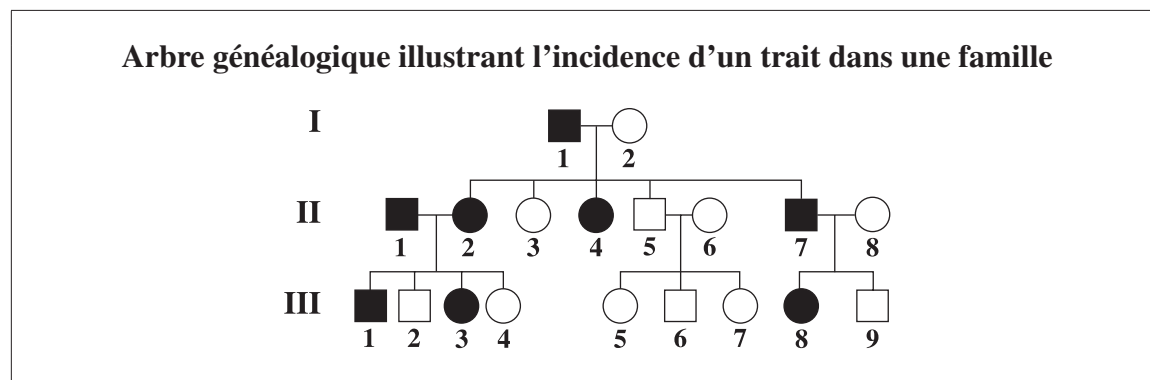 Arbre généalogique illustrant l’incidence d’un trait dans une famille
I
1 2
II
1 2 3 4 5 6 7 8
III
1 2 3 4 5 6 7 8 9